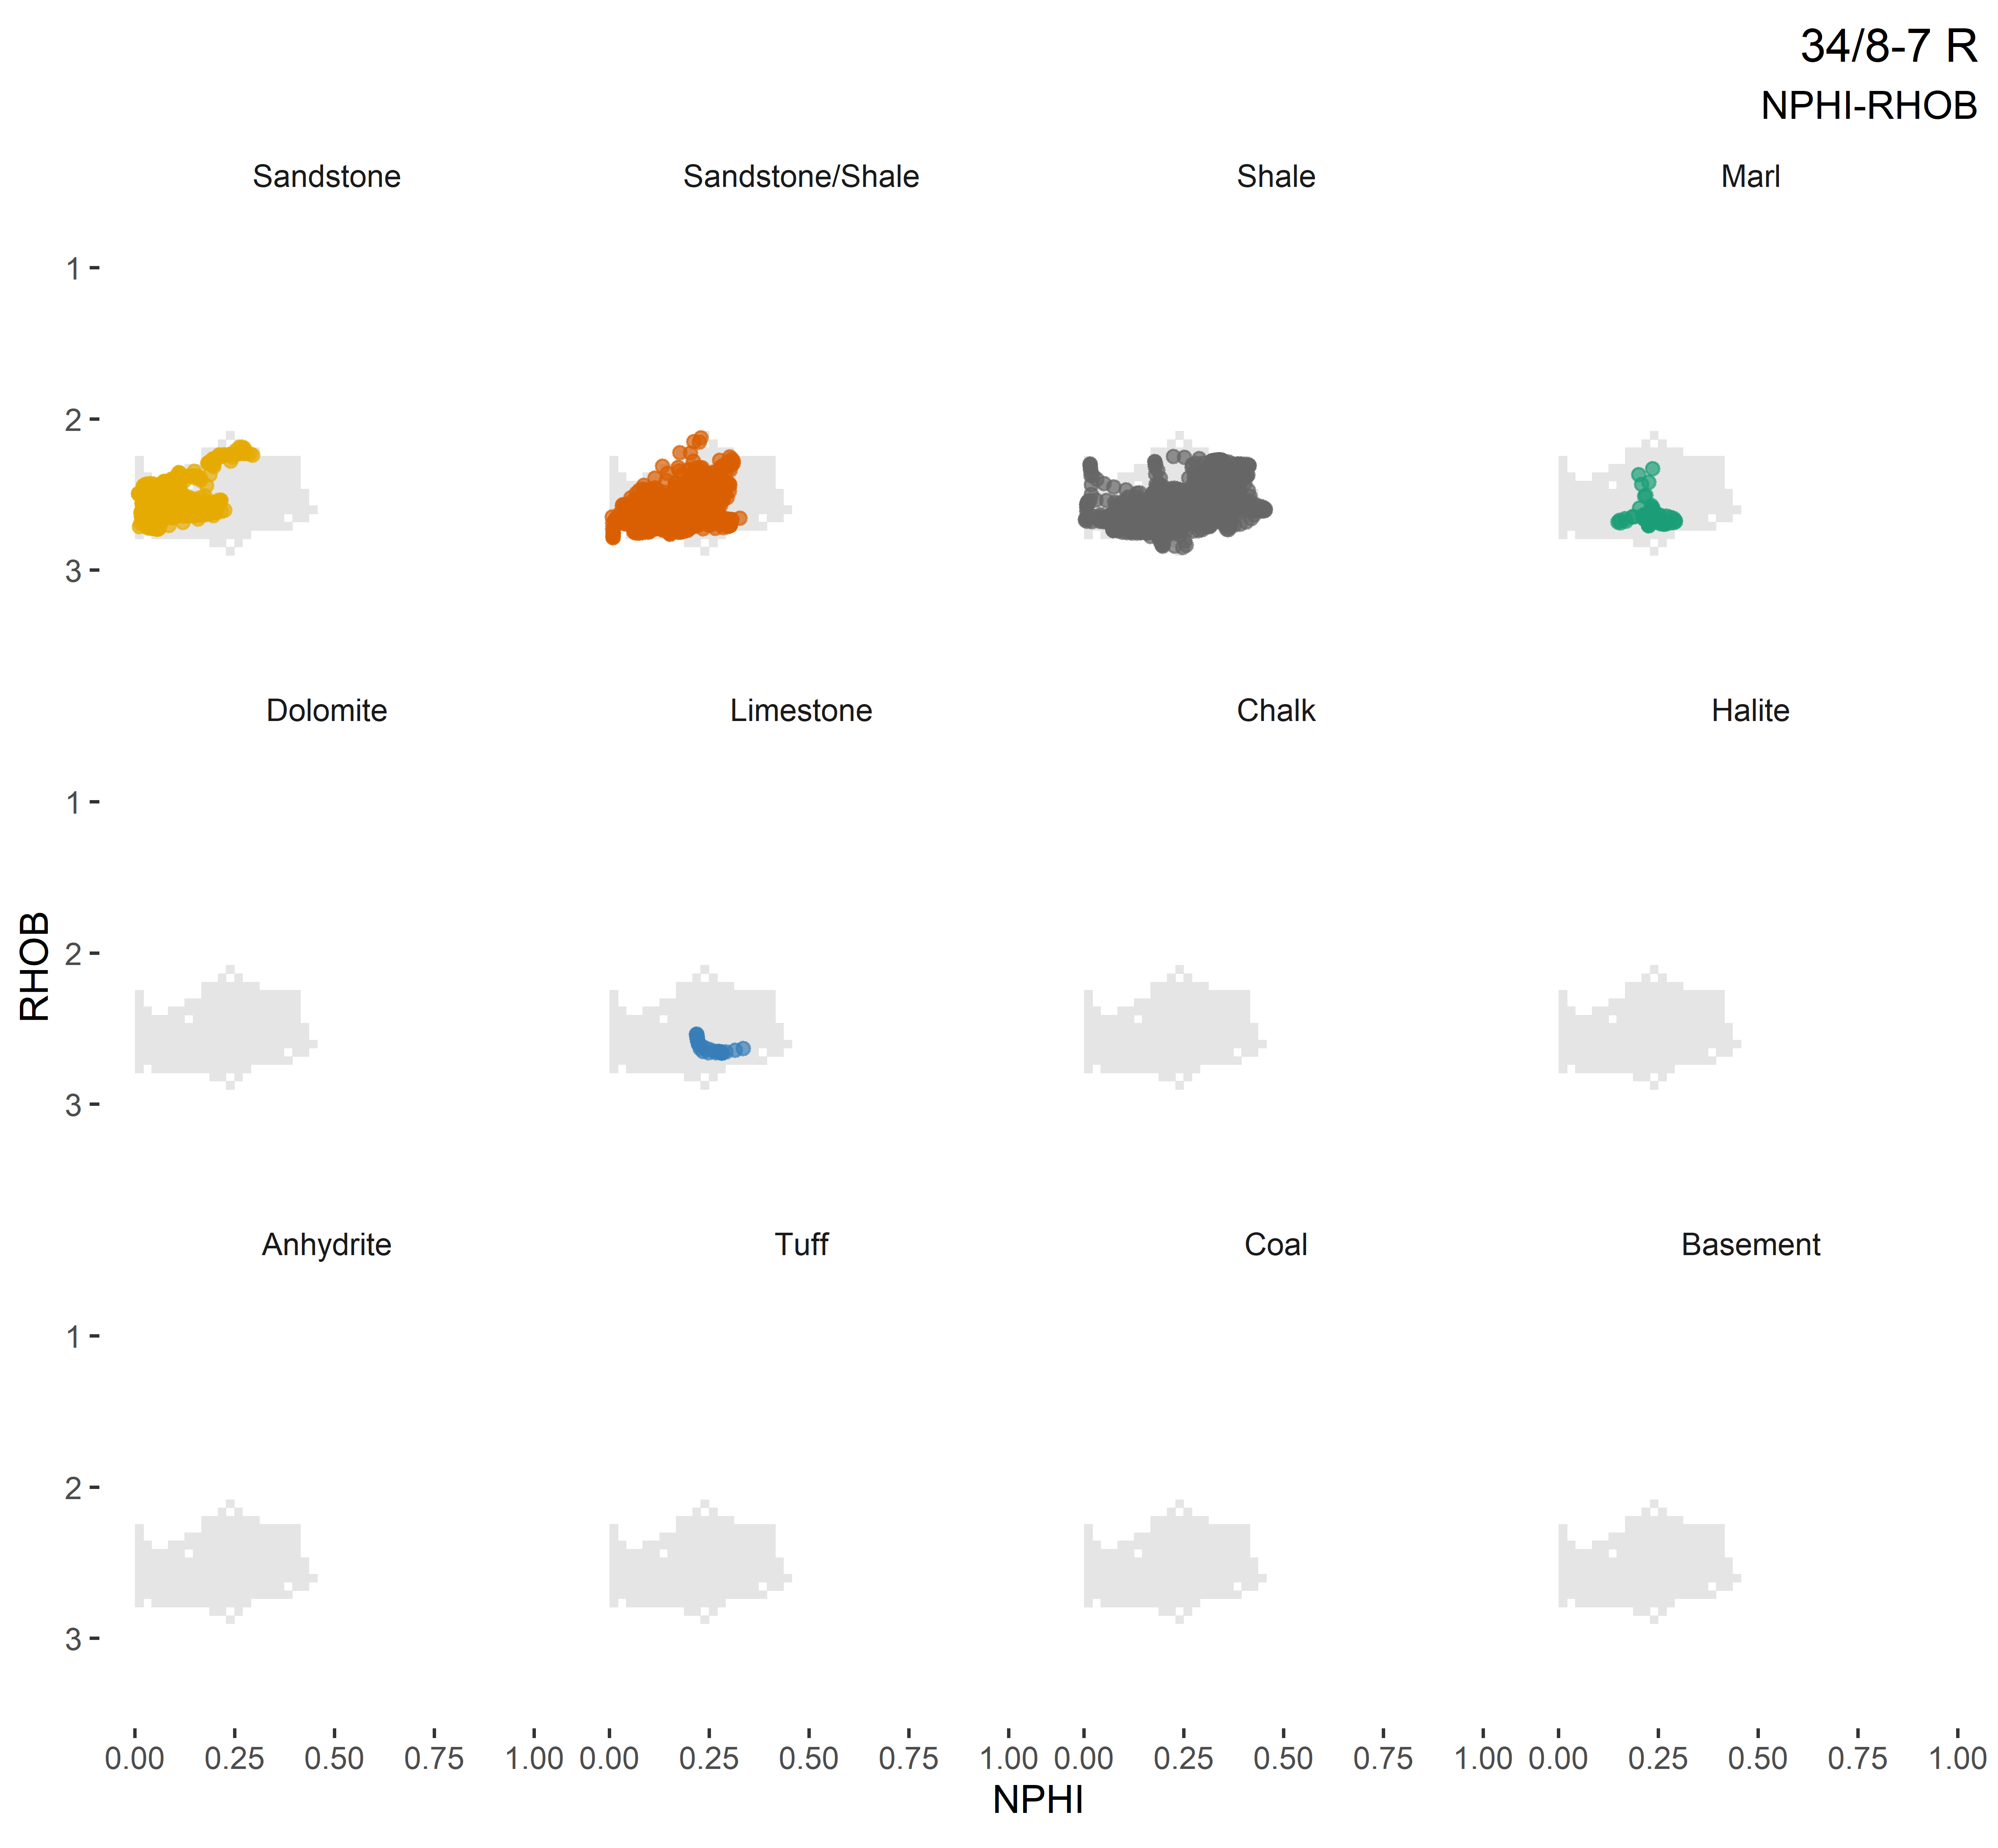 34/8-7 R
NPHI-RHOB
Sandstone Sandstone/Shale Shale Marl
1
2
3
Dolomite Limestone Chalk Halite
1
2
3
Anhydrite Tuff Coal Basement
1
2
3
RHOB
0.00 0.25 0.50 0.75 1.00 0.00 0.25 0.50 0.75 1.00 0.00 0.25 0.50 0.75 1.00 0.00 0.25 0.50 0.75 1.00
NPHI